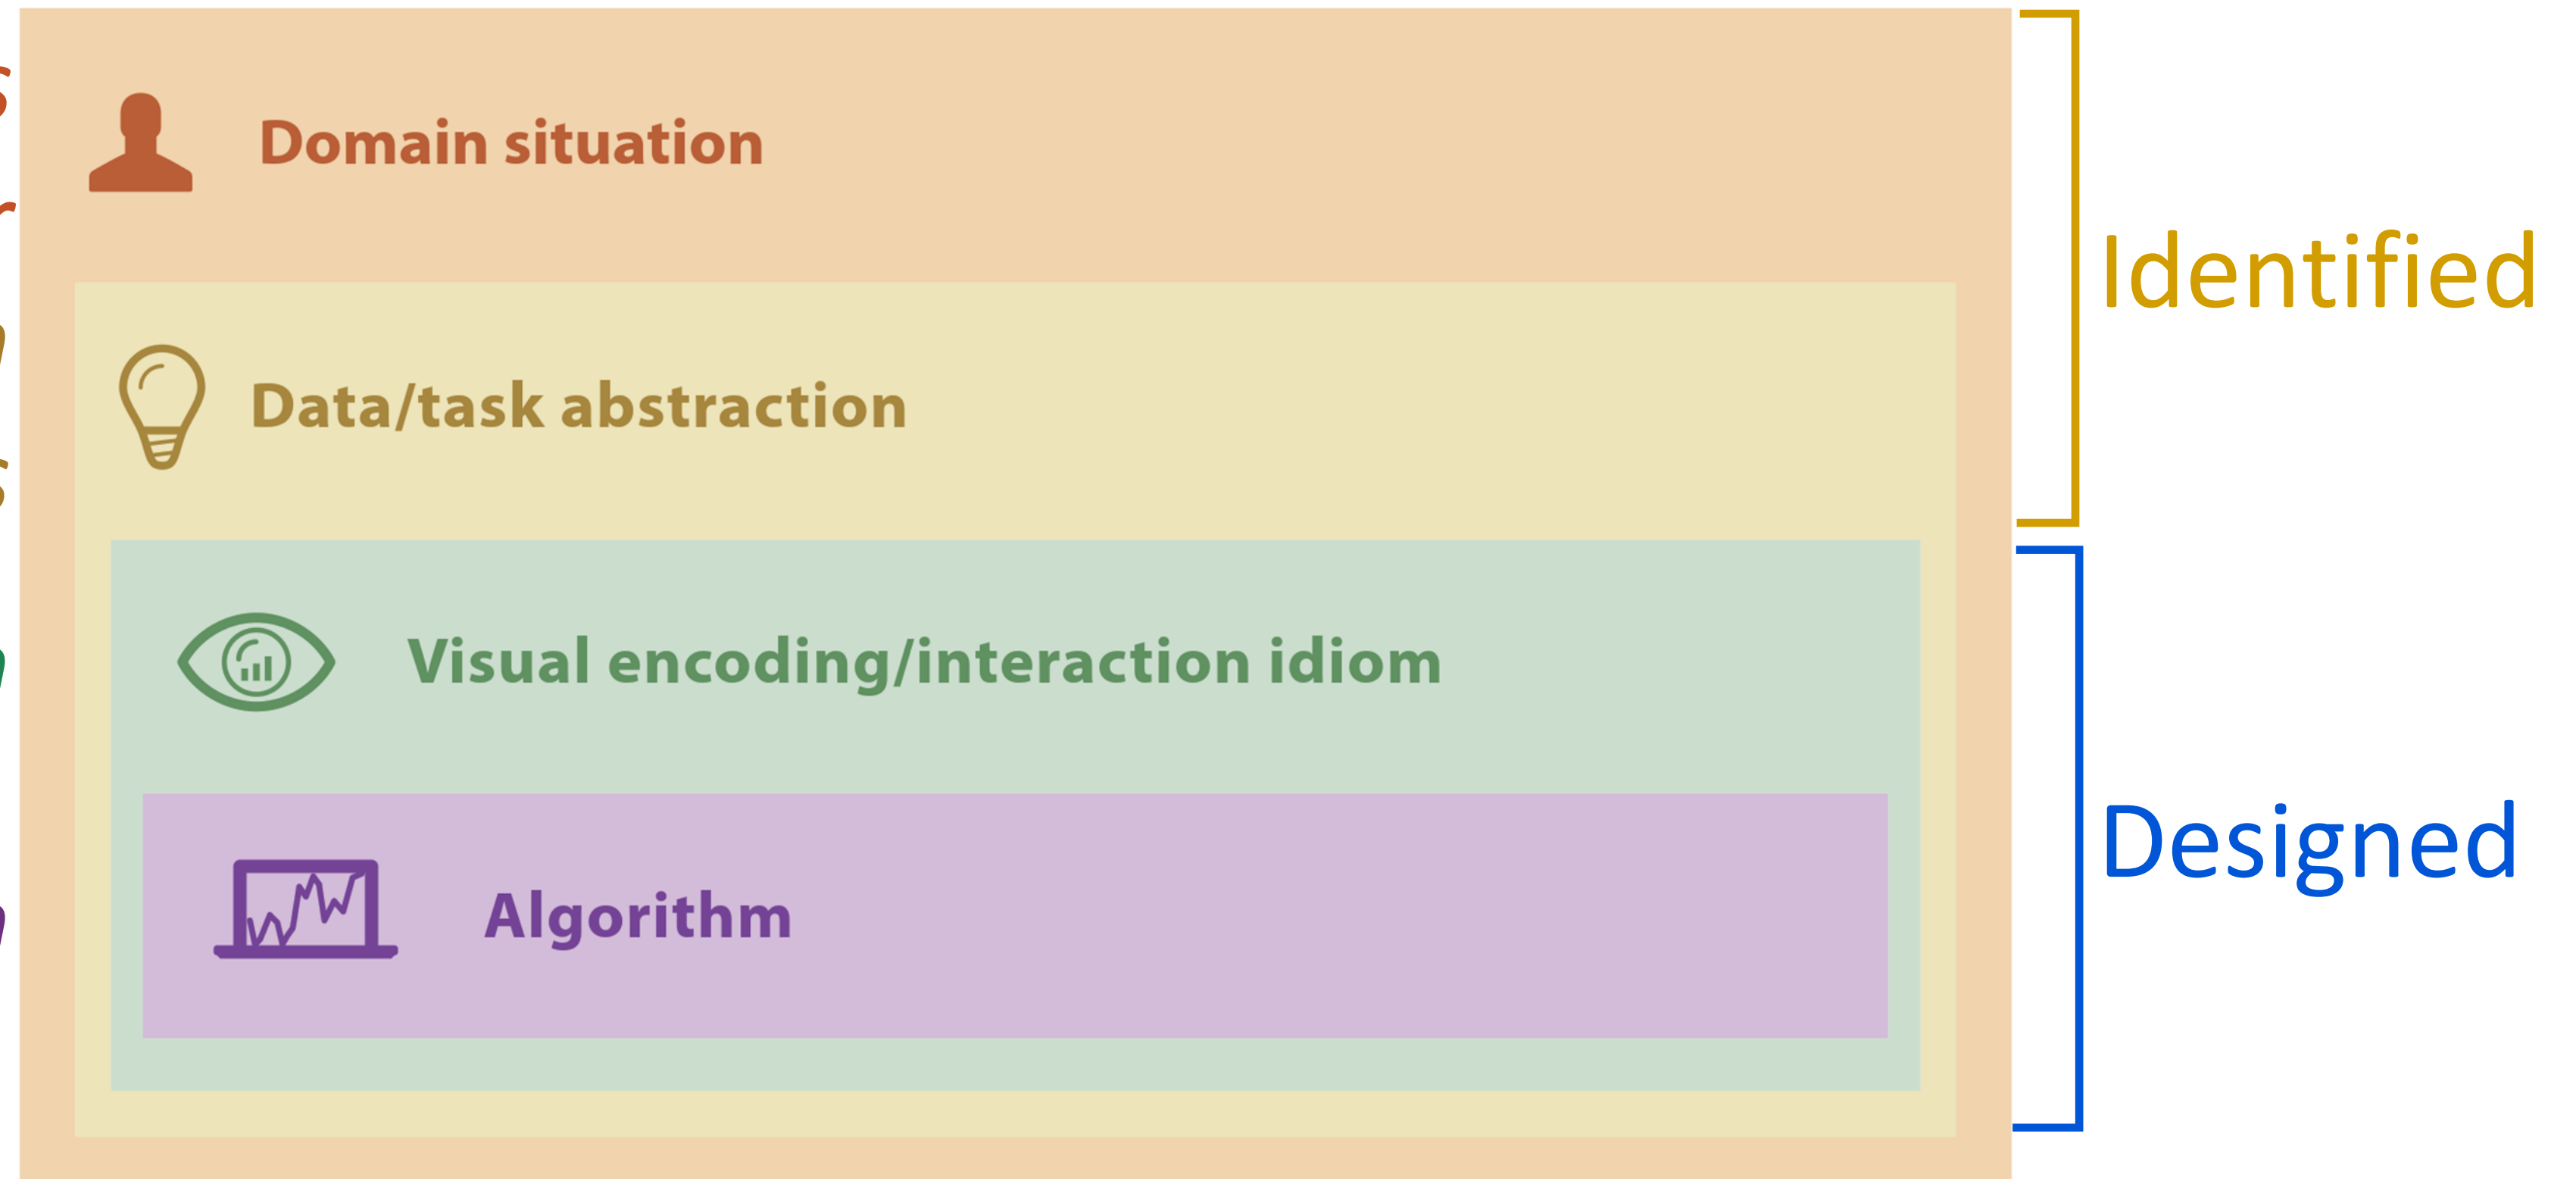 Domain situation
Identified
Data/task abstraction
Visual encoding/interaction idiom
Designed
Algorithm